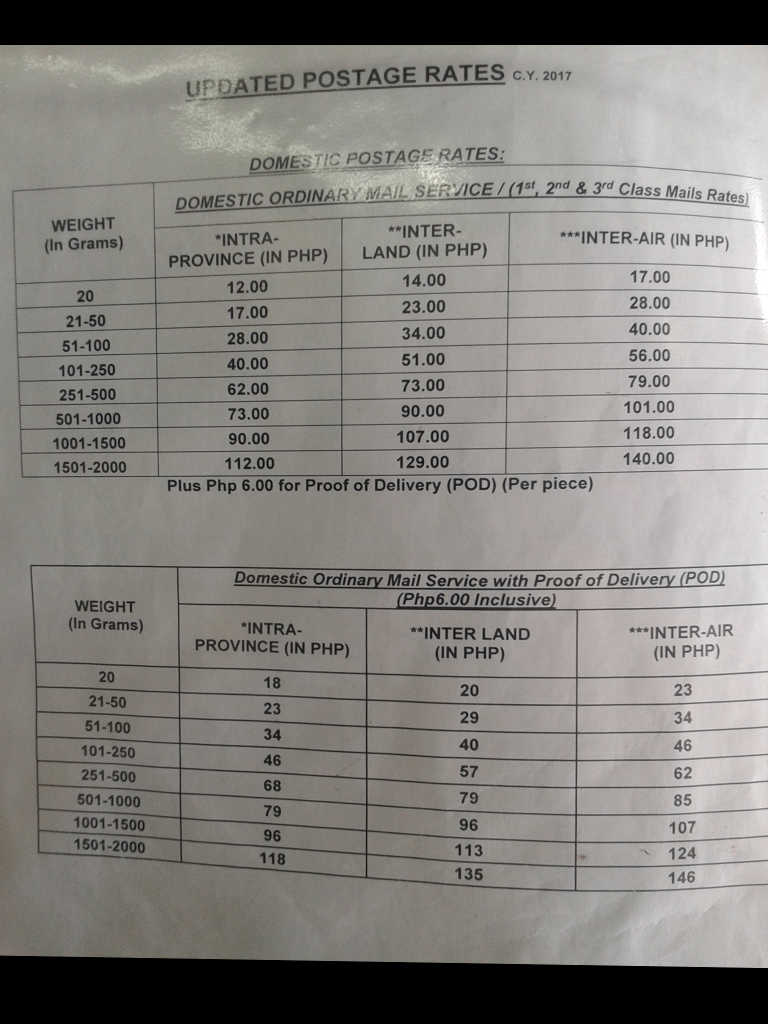 UPDATED POSTAGE RATES C.Y. 2017
DOMESTIC POSTAGE RATES:
WEIGHT (In Grams)
DOMESTIC ORDINARY MAIL SERVICE / (1st, 2nd & 3rd Class Mails Rates)
*INTRA-PROVINCE (IN PHP) **INTER-LAND (IN PHP) ***INTER-AIR (IN PHP)
20 12.00 14.00 17.00
21-50 17.00 23.00 28.00
51-100 28.00 34.00 40.00
101-250 40.00 51.00 56.00
251-500 62.00 73.00 79.00
501-1000 73.00 90.00 101.00
1001-1500 90.00 107.00 118.00
1501-2000 112.00 129.00 140.00
Plus Php 6.00 for Proof of Delivery (POD) (Per piece)
WEIGHT (In Grams)
Domestic Ordinary Mail Service with Proof of Delivery (POD)
(Php6.00 Inclusive)
*INTRA-PROVINCE (IN PHP) **INTER LAND (IN PHP) ***INTER-AIR (IN PHP)
20 18 20 23
21-50 23 29 34
51-100 34 40 46
101-250 46 57 62
251-500 68 79 85
501-1000 79 96 107
1001-1500 96 113 124
1501-2000 118 135 146